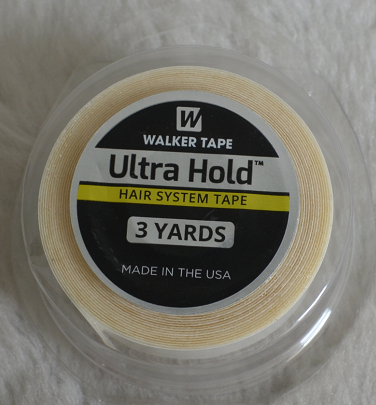 W
WALKER TAPE
Ultra Hold™
HAIR SYSTEM TAPE
3 YARDS
MADE IN THE USA